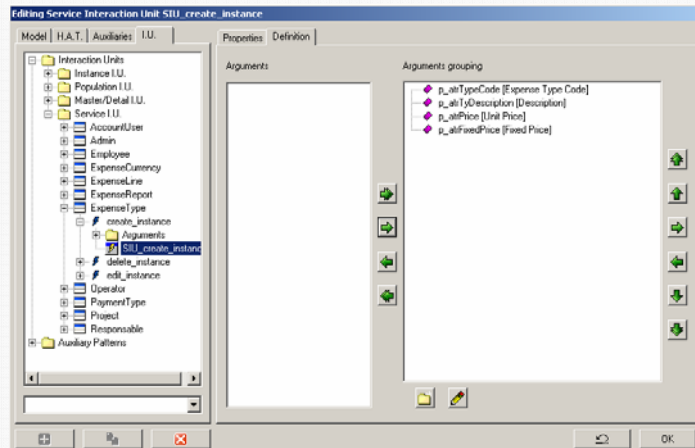 Editing Service Interaction Unit SIU_create_instance
Model H.A.T. Auxiliaries I.U.
Properties Definition
Interaction Units
Instance I.U.
Population I.U.
Master/Detail I.U.
Service I.U.
AccountUser
Admin
Employee
ExpenseCurrency
ExpenseLine
ExpenseReport
ExpenseType
create_instance
Arguments
SIU_create_instanc
delete_instance
edit_instance
Operator
PaymentType
Project
Responsable
Auxiliary Patterns
Arguments
Arguments grouping
p_atrTypeCode [Expense Type Code]
p_atrTyDescription [Description]
p_atrPrice [Unit Price]
p_atrFixedPrice [Fixed Price]
OK